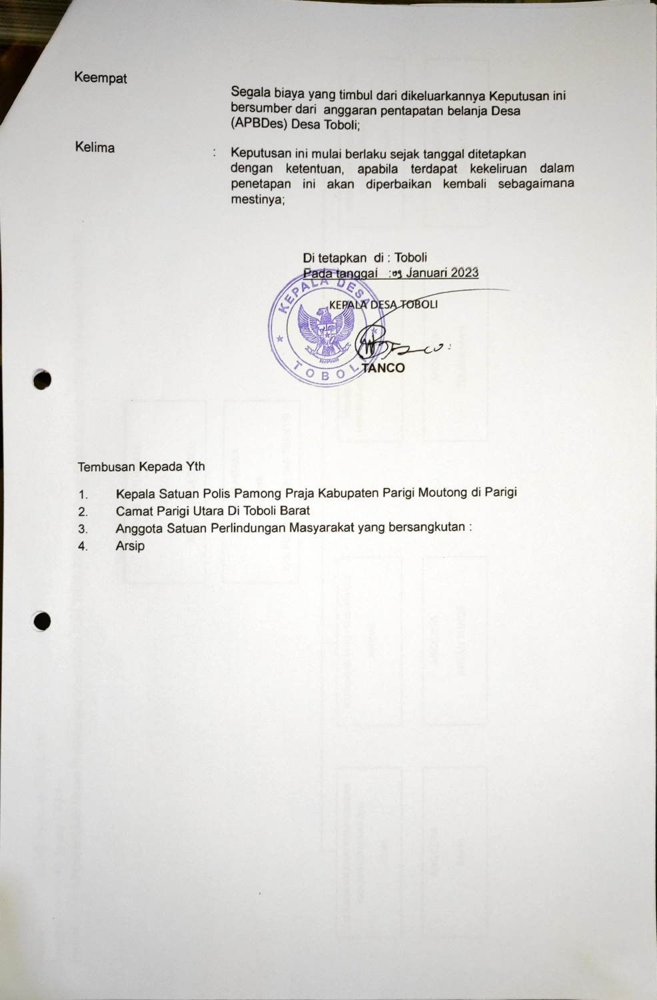 Keempat
Segala biaya yang timbul dari dikeluarkannya Keputusan ini
bersumber dari anggaran pentapatan belanja Desa
(APBDes) Desa Toboli;
Kelima : Keputusan ini mulai berlaku sejak tanggal ditetapkan
dengan ketentuan, apabila terdapat kekeliruan dalam
penetapan ini akan diperbaikan kembali sebagaimana
mestinya;
Di tetapkan di : Toboli
Pada tanggal : 09 Januari 2023
KEPALA DESA TOBOLI
KEPALA DESA
TOBOLI
TANCO
Tembusan Kepada Yth
1. Kepala Satuan Polis Pamong Praja Kabupaten Parigi Moutong di Parigi
2. Camat Parigi Utara Di Toboli Barat
3. Anggota Satuan Perlindungan Masyarakat yang bersangkutan :
4. Arsip